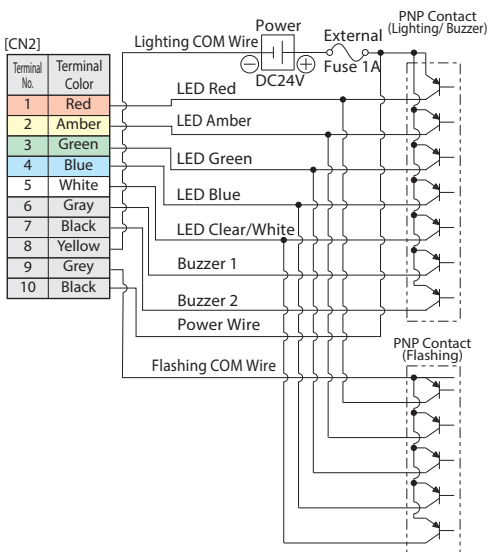 PNP Contact
(Lighting/ Buzzer)
Power
External
Fuse 1A
DC24V
[CN2]
Lighting COM Wire
Terminal No. Terminal Color
1 Red
2 Amber
3 Green
4 Blue
5 White
6 Gray
7 Black
8 Yellow
9 Grey
10 Black
LED Red
LED Amber
LED Green
LED Blue
LED Clear/White
Buzzer 1
Buzzer 2
Power Wire
PNP Contact
(Flashing)
Flashing COM Wire